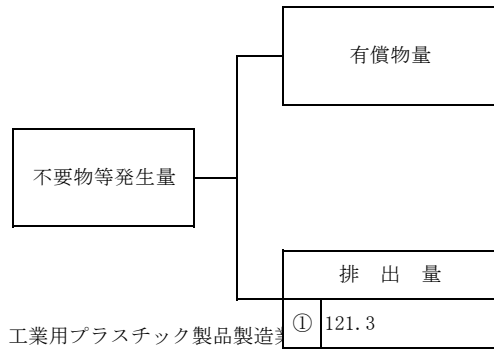 有償物量
不要物等発生量
排 出 量
① 121.3
工業用プラスチック製品製造業